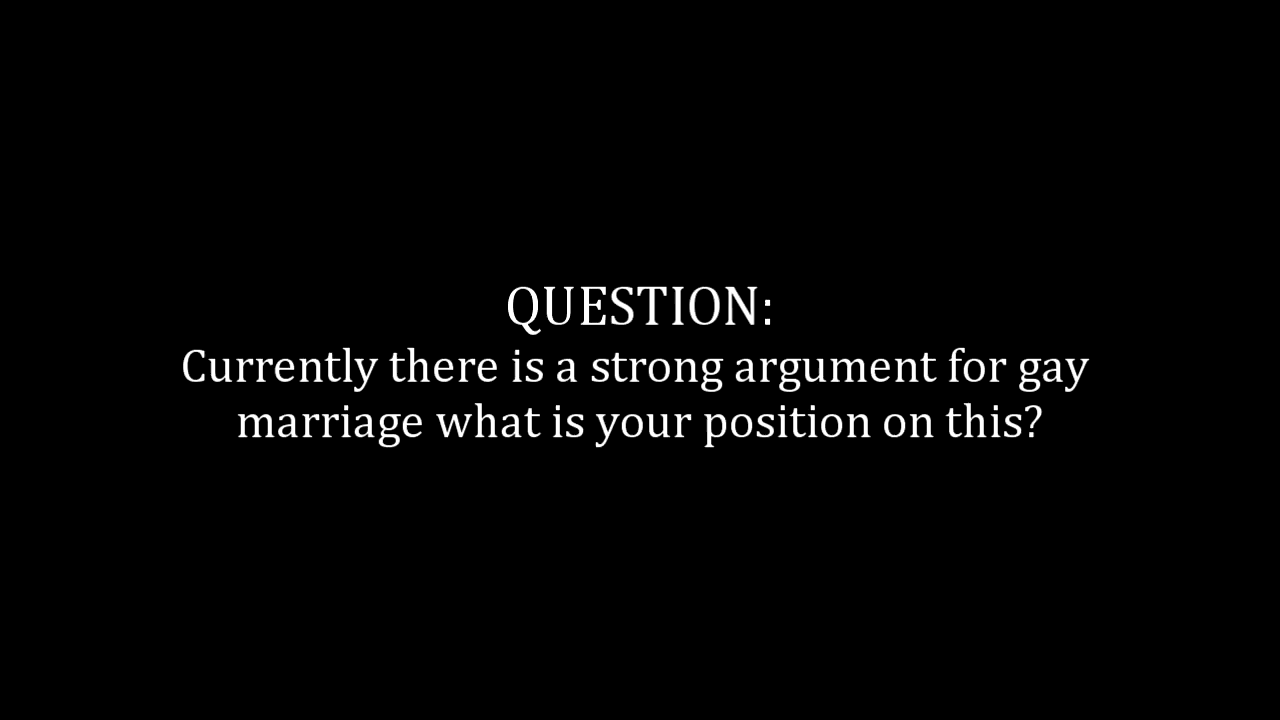 QUESTION:
Currently there is a strong argument for gay
marriage what is your position on this?